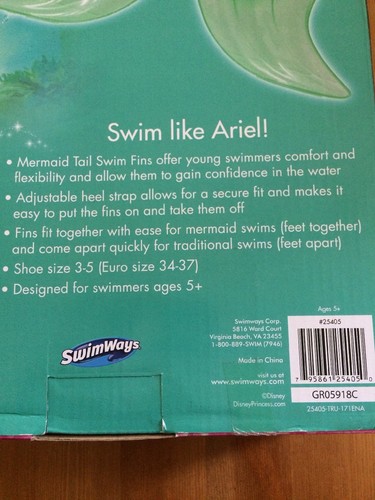 Swim like Ariel!
• Mermaid Tail Swim Fins offer young swimmers comfort and
flexibility and allow them to gain confidence in the water
• Adjustable heel strap allows for a secure fit and makes it
easy to put the fins on and take them off
• Fins fit together with ease for mermaid swims (feet together)
and come apart quickly for traditional swims (feet apart)
• Shoe size 3-5 (Euro size 34-37)
• Designed for swimmers ages 5+
SwimWays
Swimways Corp.
5816 Ward Court
Virginia Beach, VA 23455
1-800-889-SWIM (7946)
Made in China
visit us at
www.swimways.com
©Disney
DisneyPrincess.com
Ages 5+
#25405
7 95861 25405 0
GR05918C
25405-TRU-171ENA